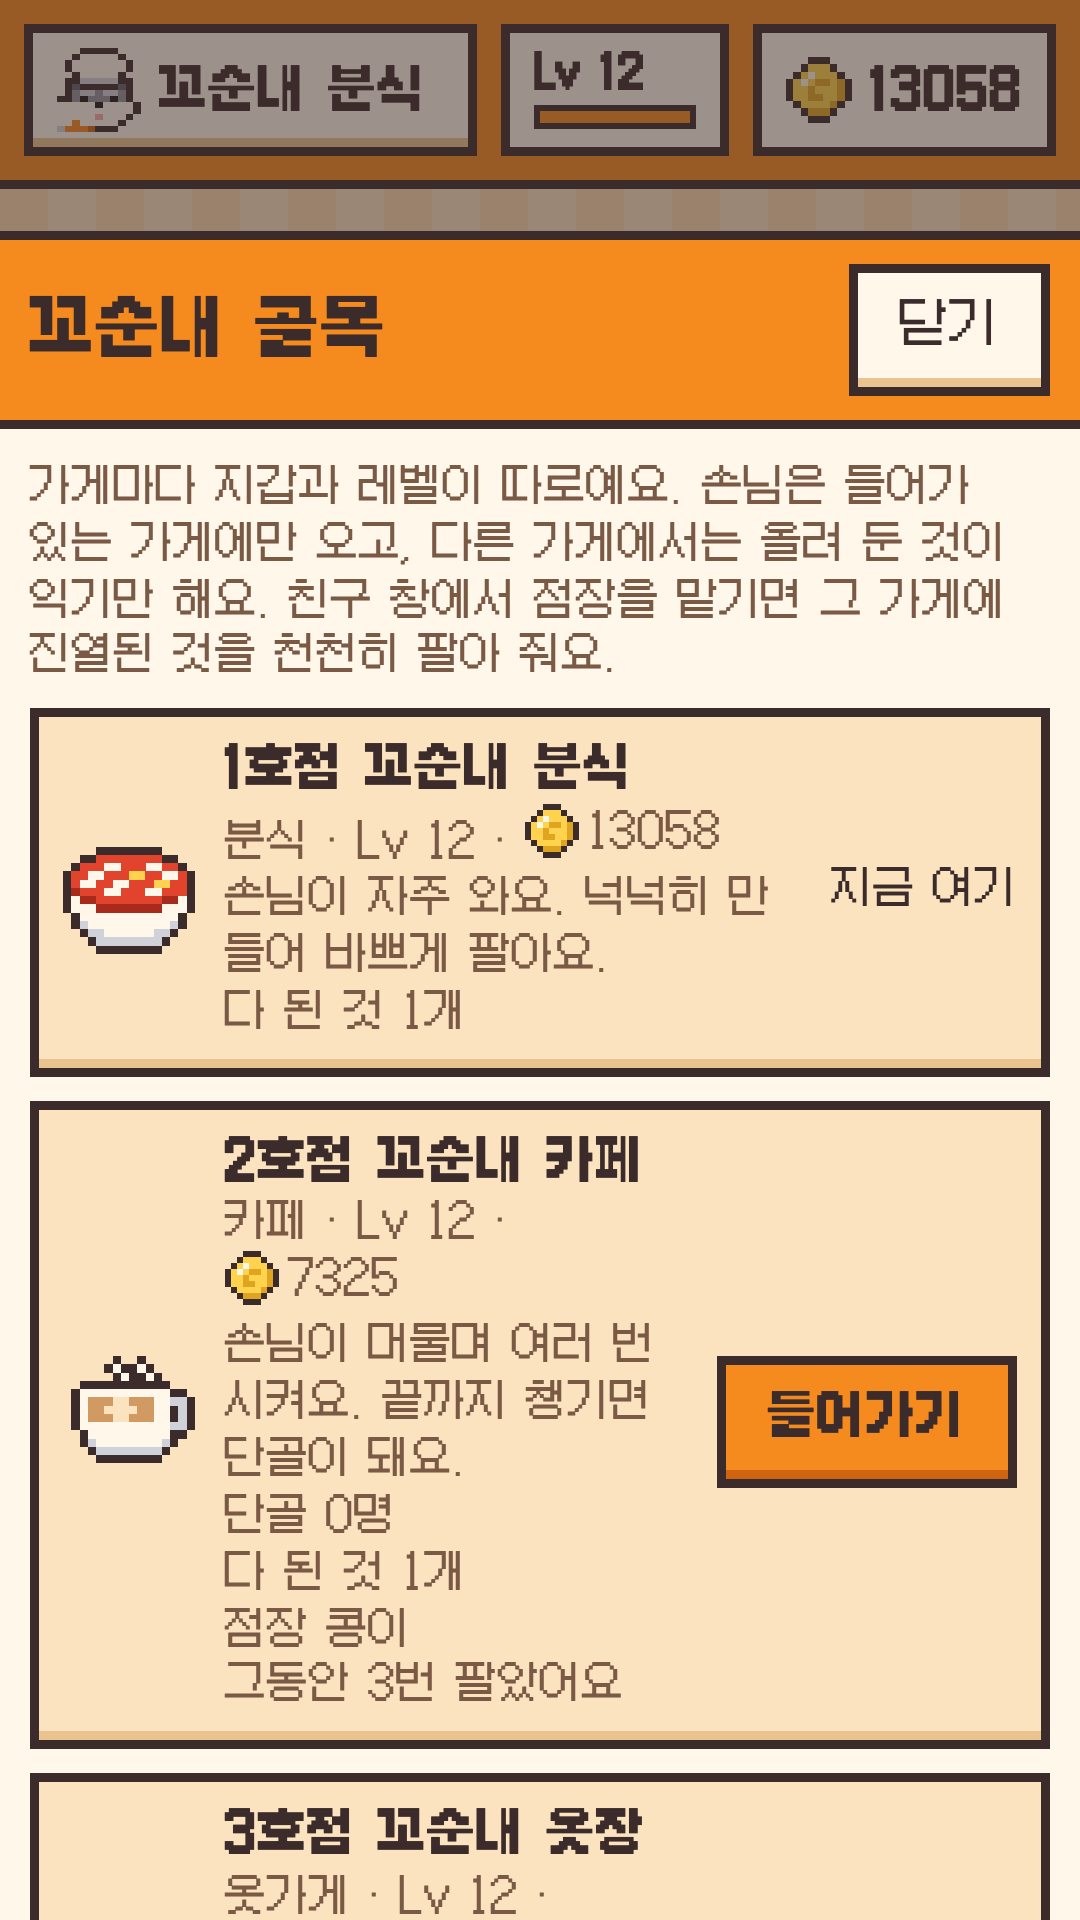 꼬순내 분식
Lv 12
13058
꼬순내 골목
닫기
가게마다 지갑과 레벨이 따로예요. 손님은 들어가
있는 가게에만 오고, 다른 가게에서는 올려 둔 것이
익기만 해요. 친구 창에서 점장을 맡기면 그 가게에
진열된 것을 천천히 팔아 줘요.
1호점 꼬순내 분식
분식 · Lv 12 · 13058
손님이 자주 와요. 넉넉히 만
들어 바쁘게 팔아요.
다 된 것 1개
지금 여기
2호점 꼬순내 카페
카페 · Lv 12 ·
7325
손님이 머물며 여러 번
시켜요. 끝까지 챙기면
단골이 돼요.
단골 0명
다 된 것 1개
점장 콩이
그동안 3번 팔았어요
들어가기
3호점 꼬순내 옷장
옷가게 · Lv 12 ·